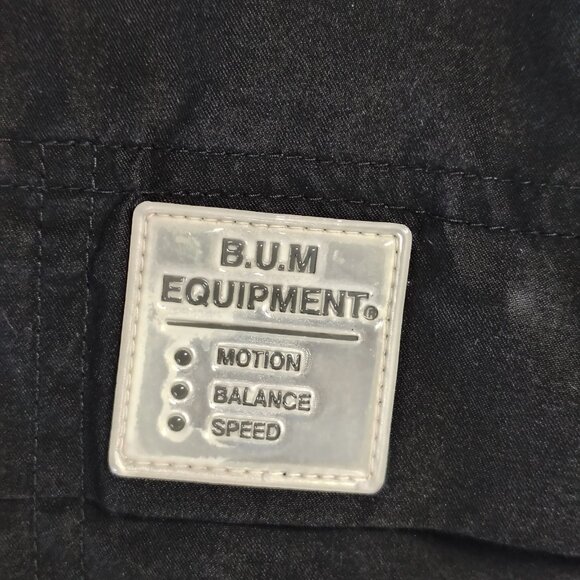 B.U.M
EQUIPMENT®
MOTION
BALANCE
SPEED